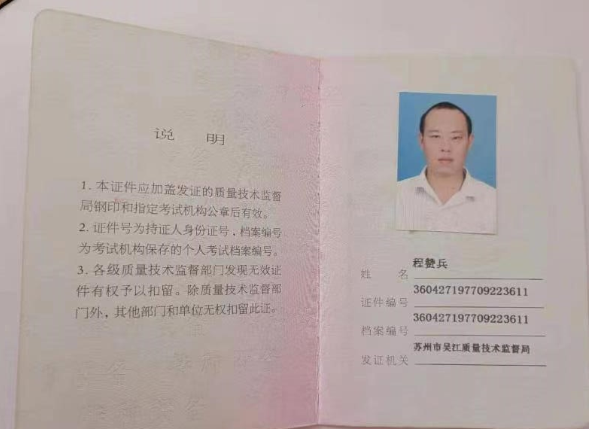 说 明
1. 本证件应加盖发证的质量技术监督
局钢印和指定考试机构公章后有效。
2. 证件号为持证人身份证号，档案编号
为考试机构保存的个人考试档案编号。
3. 各级质量技术监督部门发现无效证
件有权予以扣留。除质量技术监督部
门外，其他部门和单位无权扣留此证。
姓 名 程赞兵
证件编号 360427197709223611
档案编号 360427197709223611
发证机关 苏州市吴江质量技术监督局